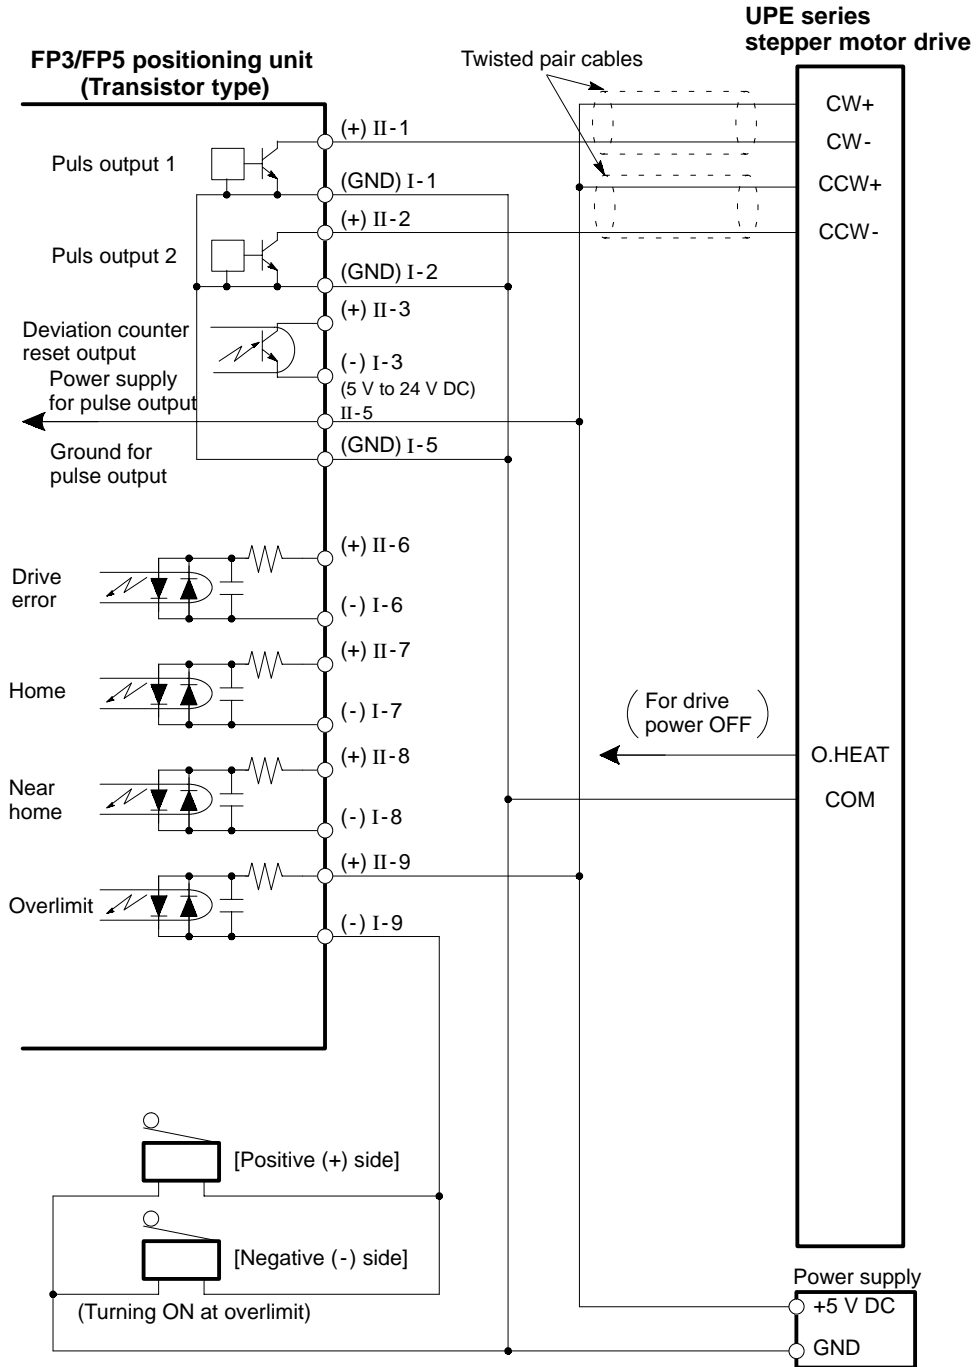 UPE series
stepper motor drive
FP3/FP5 positioning unit
(Transistor type)
Twisted pair cables
CW+
(+) II-1
CW-
Puls output 1
(GND) I-1
CCW+
(+) II-2
CCW-
Puls output 2
(GND) I-2
(+) II-3
Deviation counter
reset output
(-) I-3
Power supply
for pulse output
(5 V to 24 V DC)
II-5
Ground for
pulse output
(GND) I-5
(+) II-6
Drive
error
(-) I-6
(+) II-7
Home
(-) I-7
(For drive
power OFF)
(+) II-8
O.HEAT
Near
home
COM
(-) I-8
(+) II-9
Overlimit
(-) I-9
[Positive (+) side]
[Negative (-) side]
(Turning ON at overlimit)
Power supply
+5 V DC
GND